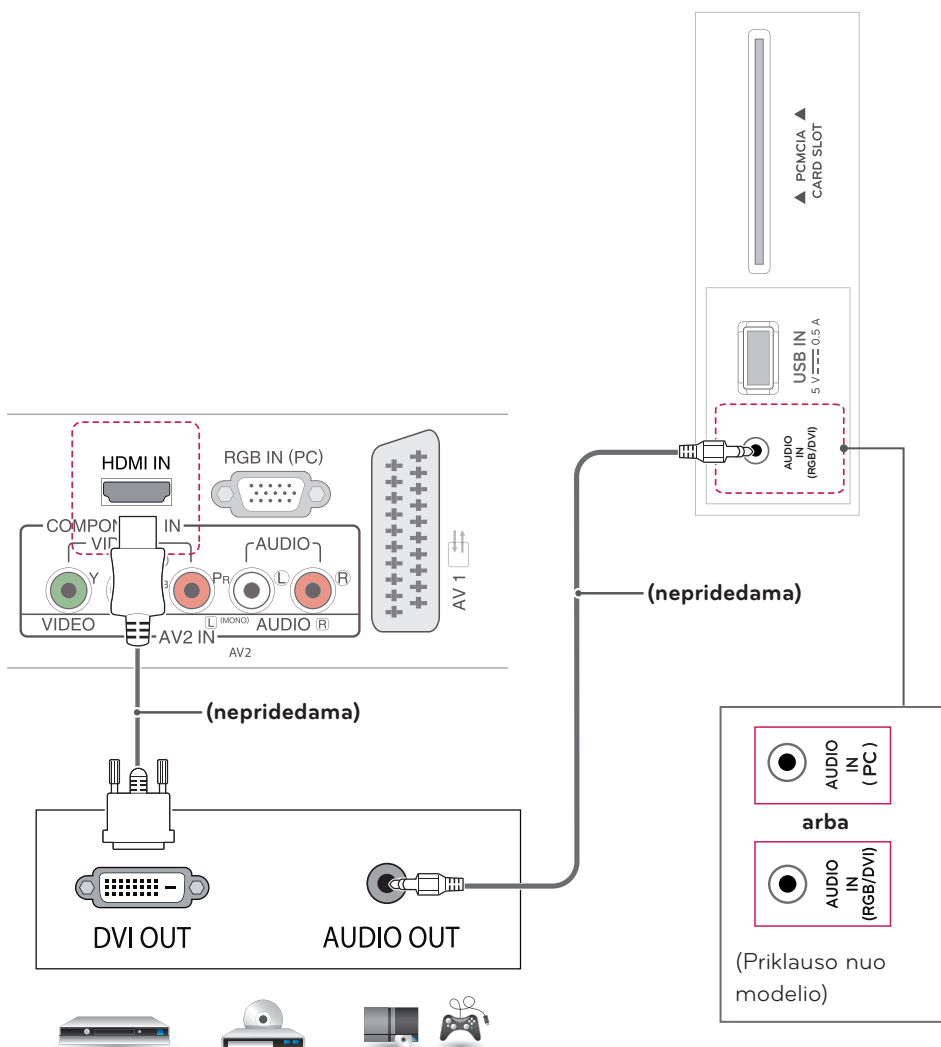 ▲ PCMCIA ▲
CARD SLOT
USB IN
5 V 0.5 A
AUDIO
IN
(RGB/DVI)
HDMI IN
RGB IN (PC)
COMPON IN
VID
AUDIO
Y
B
PR
L
R
VIDEO
L (MONO) AUDIO R
AV2 IN
AV2
AV 1
(nepridedama)
(nepridedama)
DVI OUT
AUDIO OUT
AUDIO
IN
(PC)
arba
AUDIO
IN
(RGB/DVI)
(Priklauso nuo
modelio)